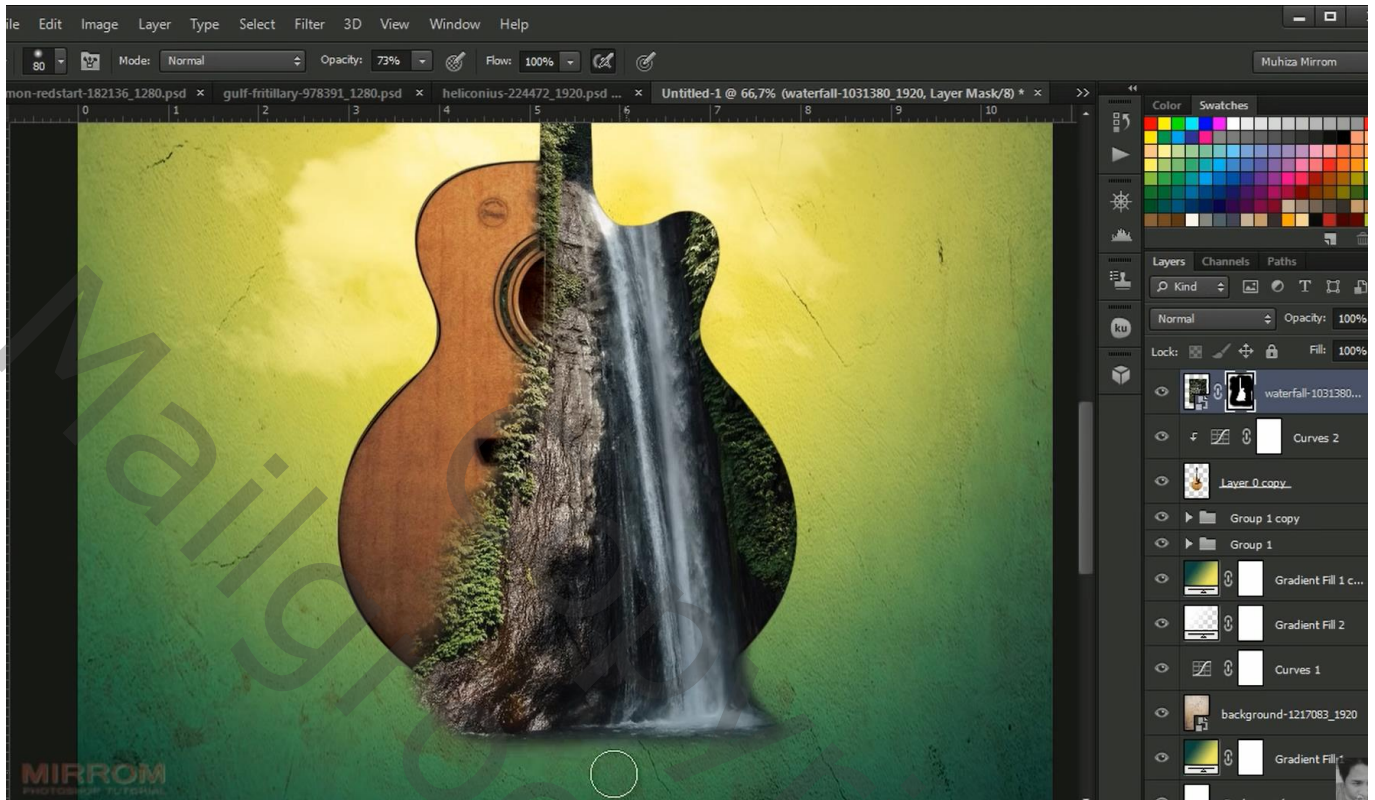 ile Edit Image Layer Type Select Filter 3D View Window Help
80 Mode: Normal Opacity: 73% Flow: 100% Muhiza Mirrom
mon-redstart-182136_1280.psd × gulf-fritillary-978391_1280.psd × heliconius-224472_1920.psd ... × Untitled-1 @ 66,7% (waterfall-1031380_1920, Layer Mask/8) * ×
0 1 2 3 4 5 6 7 8 9 10
Color Swatches
Layers Channels Paths
Kind
Normal Opacity: 100%
Lock: Fill: 100%
waterfall-1031380...
Curves 2
Layer 0 copy
Group 1 copy
Group 1
Gradient Fill 1 c...
Gradient Fill 2
Curves 1
background-1217083_1920
Gradient Fill 1
ku
MIRROM
PHOTOSHOP TUTORIAL